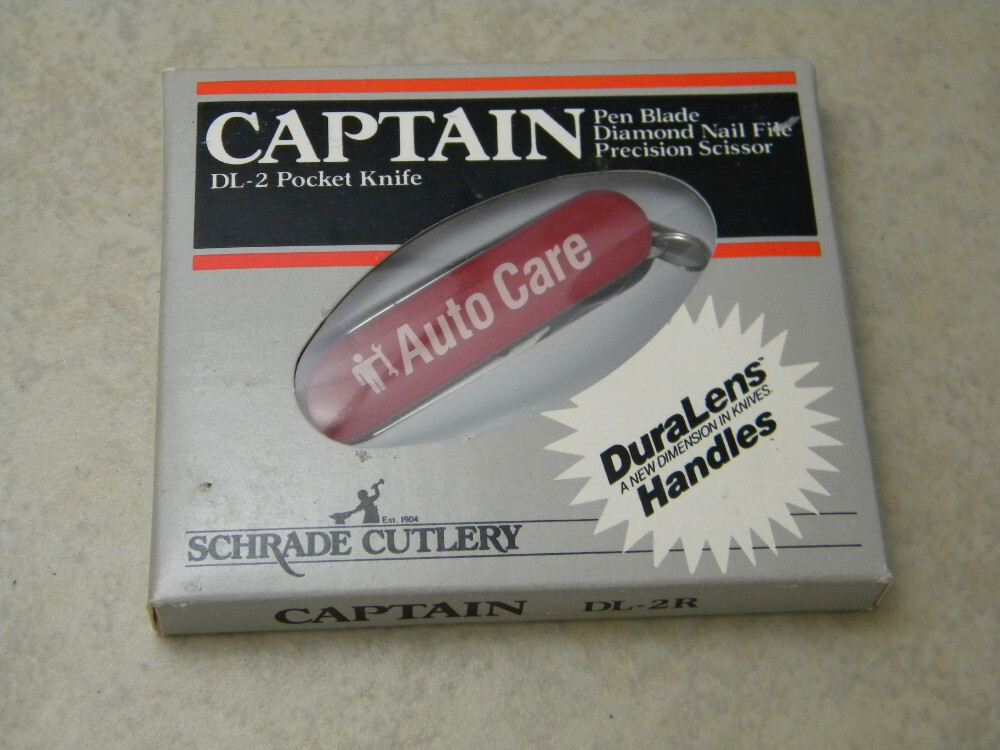 CAPTAIN
Pen Blade
Diamond Nail File
Precision Scissor
DL-2 Pocket Knife
Auto Care
DuraLens™
A NEW DIMENSION IN KNIVES.
Handles
Est. 1904
SCHRADE CUTLERY
CAPTAIN DL-2R